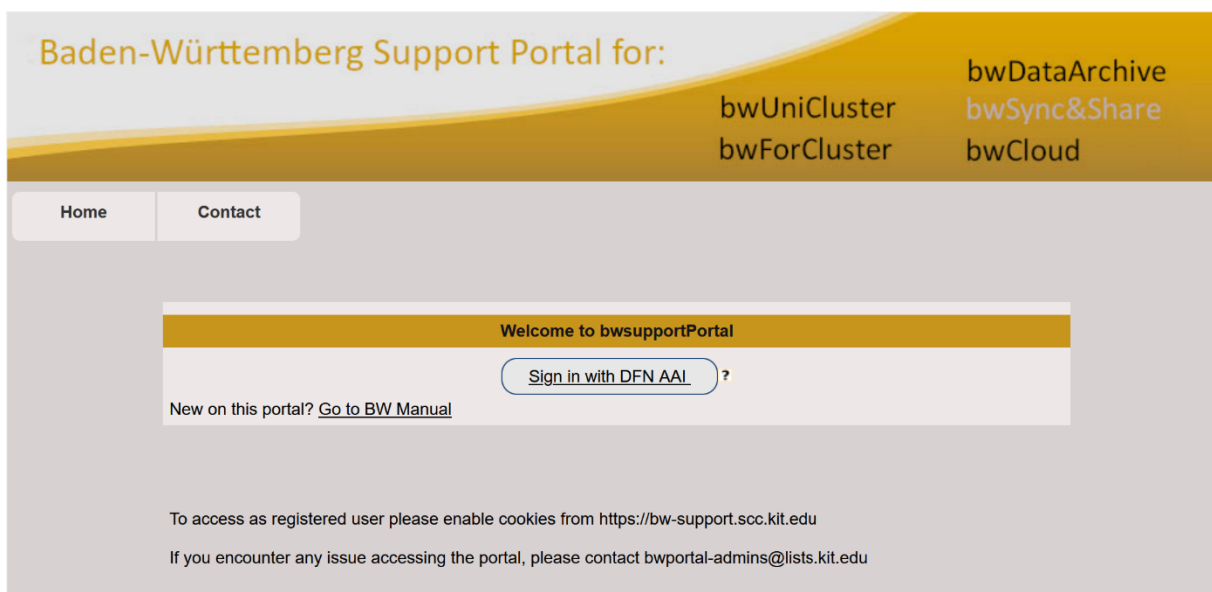 Baden-Württemberg Support Portal for:
bwDataArchive
bwUniCluster
bwSync&Share
bwForCluster
bwCloud
Home
Contact
Welcome to bwsupportPortal
Sign in with DFN AAI ?
New on this portal? Go to BW Manual
To access as registered user please enable cookies from https://bw-support.scc.kit.edu
If you encounter any issue accessing the portal, please contact bwportal-admins@lists.kit.edu